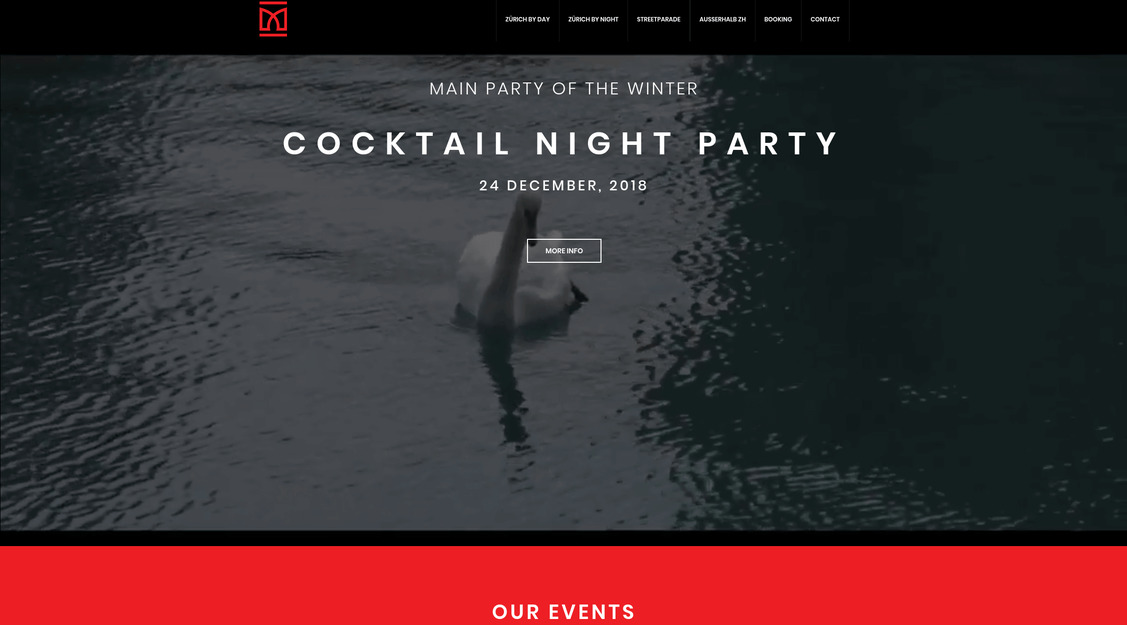 ZÜRICH BY DAY
ZÜRICH BY NIGHT
STREETPARADE
AUSSERHALB ZH
BOOKING
CONTACT
MAIN PARTY OF THE WINTER
COCKTAIL NIGHT PARTY
24 DECEMBER, 2018
MORE INFO
OUR EVENTS